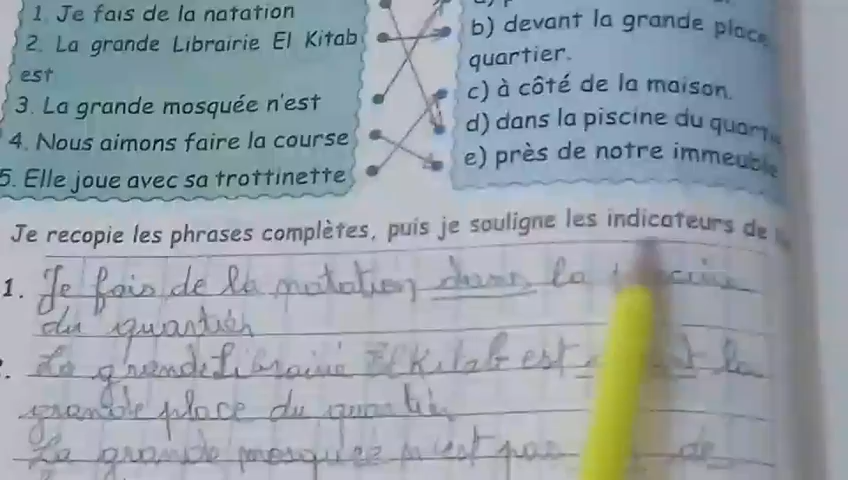 1. Je fais de la natation
2. La grande Librairie El Kitab
est
3. La grande mosquée n'est
4. Nous aimons faire la course
5. Elle joue avec sa trottinette
b) devant la grande place
quartier.
c) à côté de la maison.
d) dans la piscine du
e) près de notre immeuble
Je recopie les phrases complètes, puis je souligne les indicateurs de
1. Je fais de la natation dans la
du quartier
La grande Librairie El Kitab est la
grande place du quartier
La grande mosquée n'est pas de